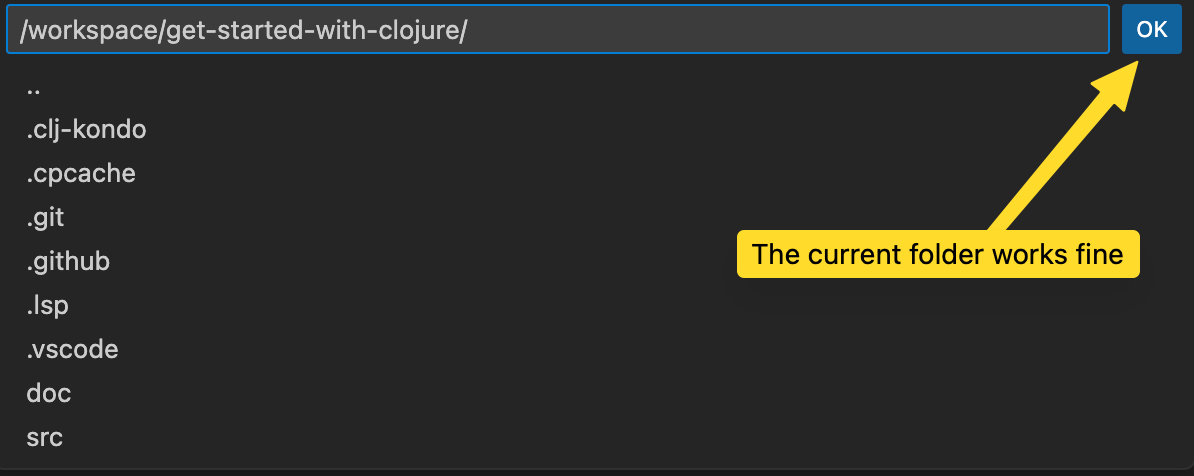 /workspace/get-started-with-clojure/ OK
..
.clj-kondo
.cpcache
.git
.github
The current folder works fine
.lsp
.vscode
doc
src